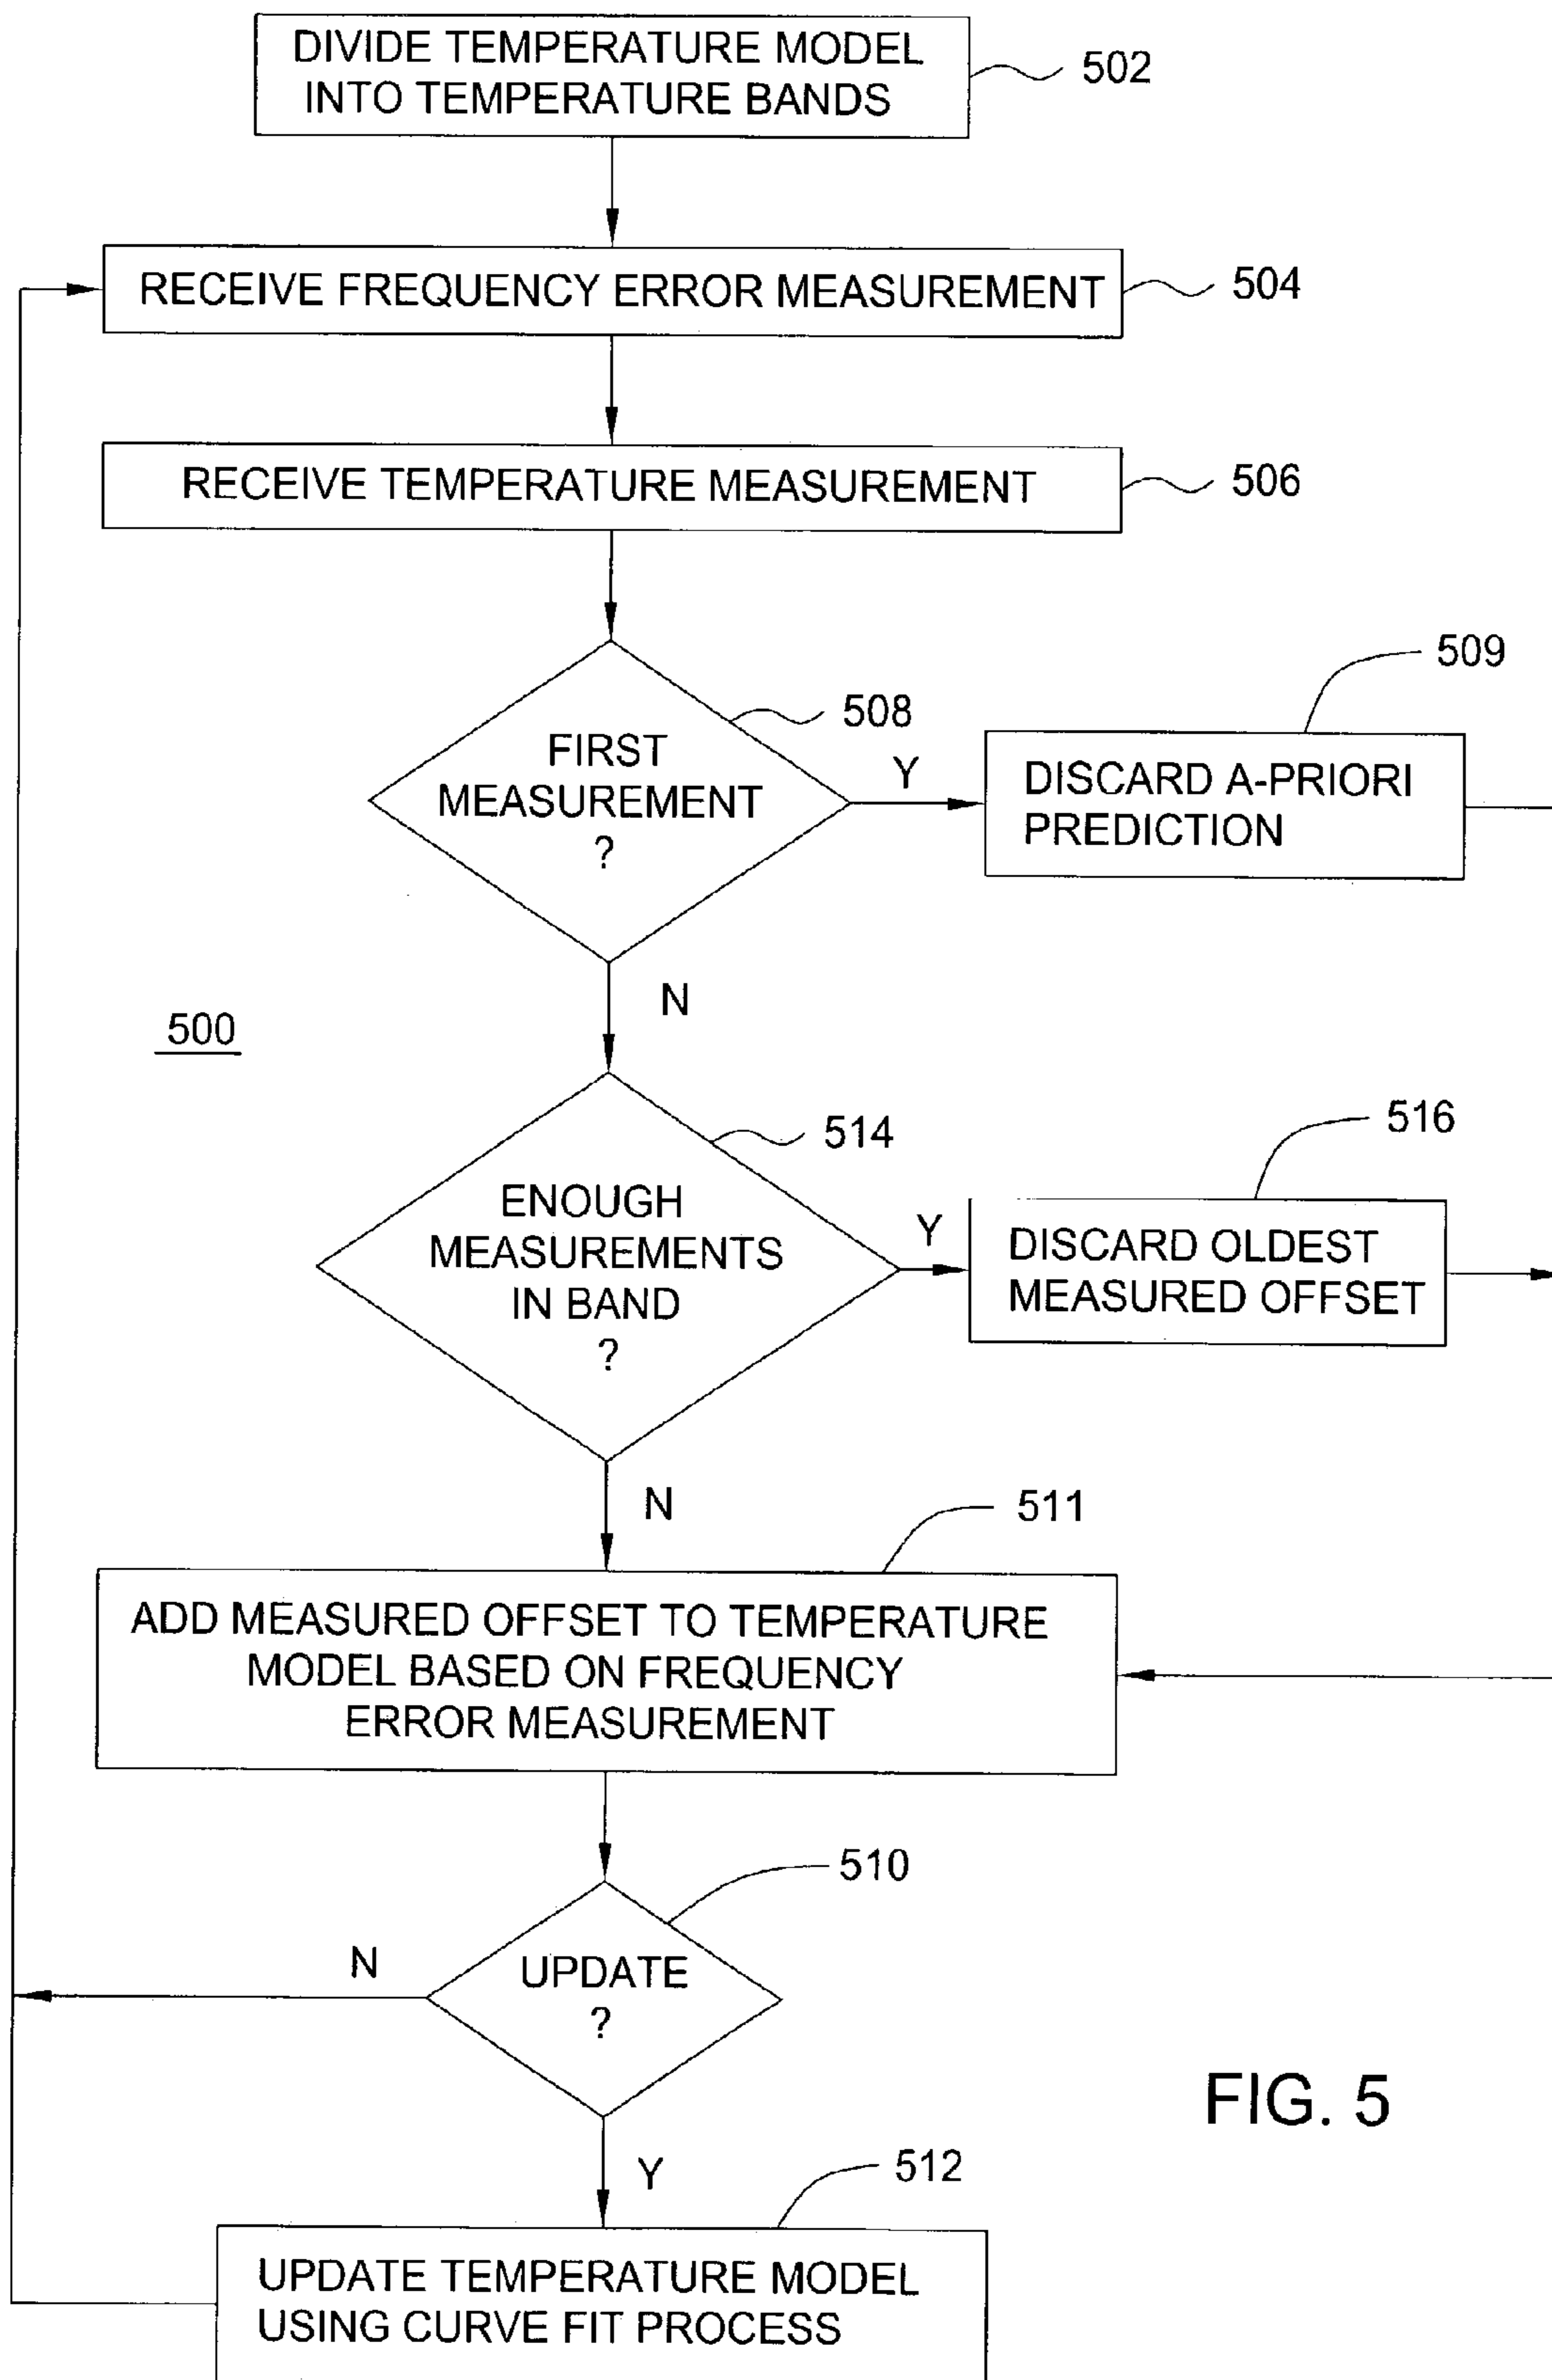 DIVIDE TEMPERATURE MODEL
INTO TEMPERATURE BANDS
502
RECEIVE FREQUENCY ERROR MEASUREMENT
504
RECEIVE TEMPERATURE MEASUREMENT
506
FIRST
MEASUREMENT
?
508
Y
DISCARD A-PRIORI
PREDICTION
509
N
500
ENOUGH
MEASUREMENTS
IN BAND
?
514
Y
DISCARD OLDEST
MEASURED OFFSET
516
N
511
ADD MEASURED OFFSET TO TEMPERATURE
MODEL BASED ON FREQUENCY
ERROR MEASUREMENT
510
UPDATE
?
N
Y
FIG. 5
512
UPDATE TEMPERATURE MODEL
USING CURVE FIT PROCESS